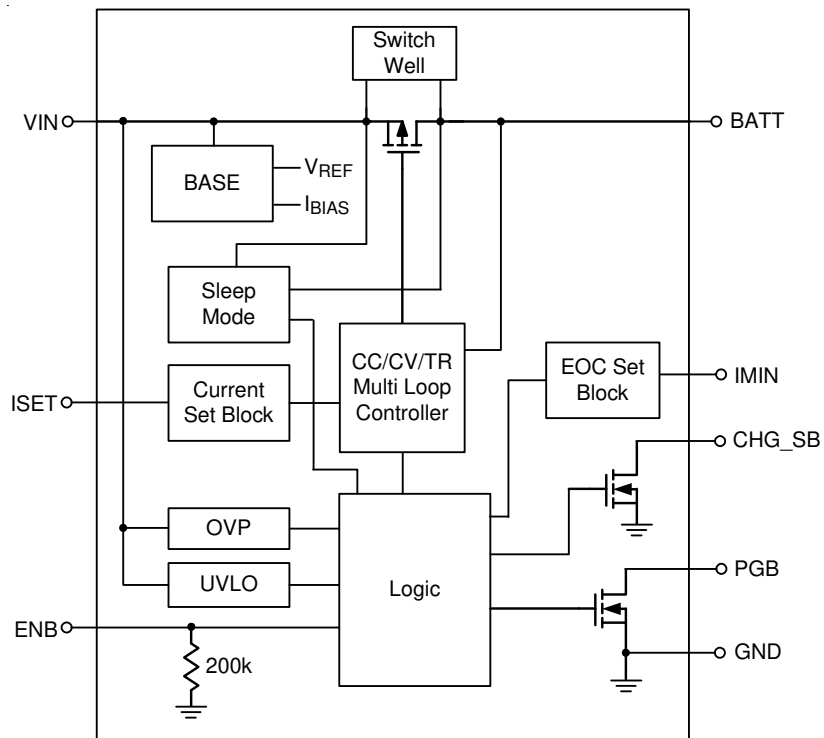 Switch
Well
VIN
BATT
BASE
VREF
IBIAS
Sleep
Mode
CC/CV/TR
Multi Loop
Controller
EOC Set
Block
IMIN
ISET
Current
Set Block
CHG_SB
OVP
UVLO
Logic
PGB
ENB
200k
GND